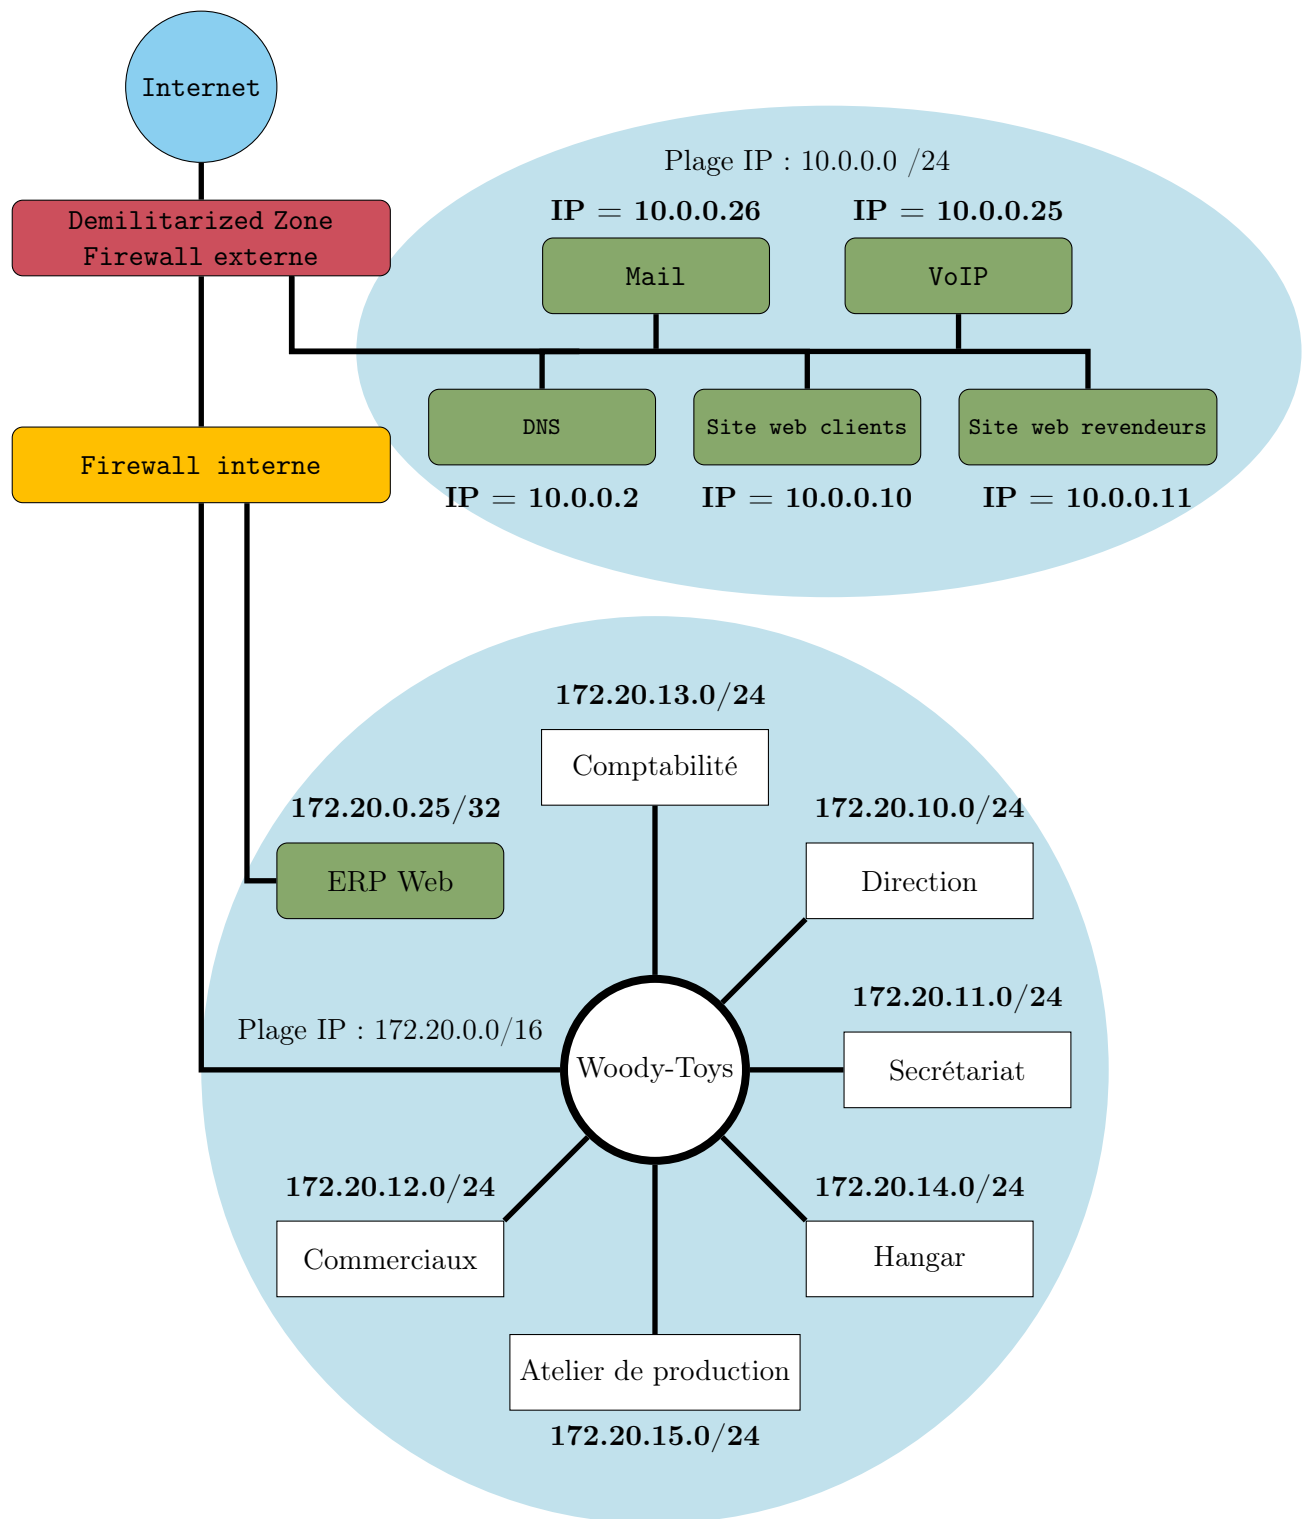 Internet
Plage IP : 10.0.0.0 /24
Demilitarized Zone
Firewall externe
IP = 10.0.0.26
IP = 10.0.0.25
Mail
VoIP
DNS
Site web clients
Site web revendeurs
Firewall interne
IP = 10.0.0.2
IP = 10.0.0.10
IP = 10.0.0.11
172.20.13.0/24
Comptabilité
172.20.0.25/32
172.20.10.0/24
ERP Web
Direction
172.20.11.0/24
Plage IP : 172.20.0.0/16
Woody-Toys
Secrétariat
172.20.12.0/24
172.20.14.0/24
Commerciaux
Hangar
Atelier de production
172.20.15.0/24